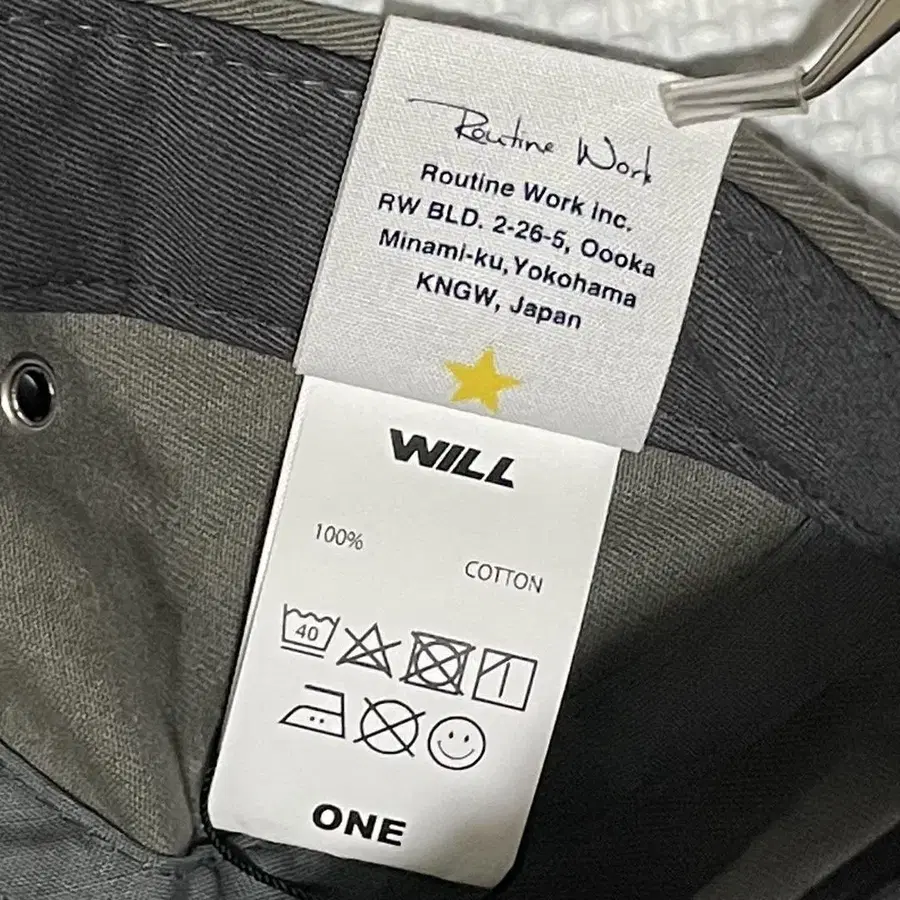 Routine Work
Routine Work inc.
RW BLD. 2-26-5, Oooka
Minami-ku, Yokohama
KNGW, Japan
WILL
100%
COTTON
40
ONE